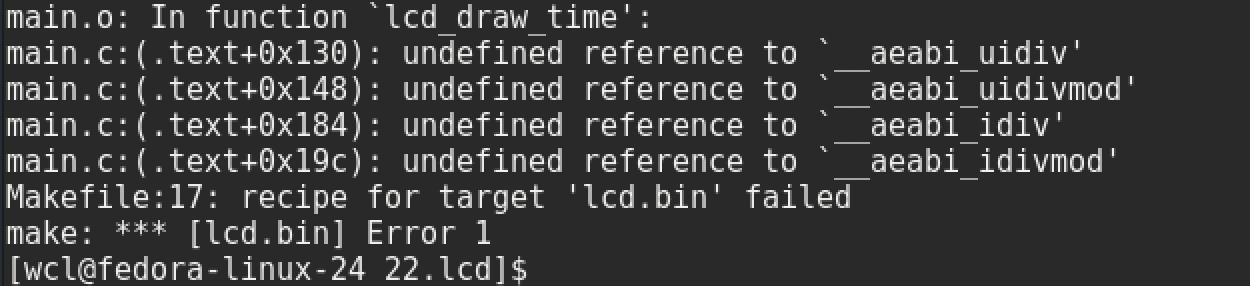 main.o: In function `lcd_draw_time':
main.c:(.text+0x130): undefined reference to `__aeabi_uidiv'
main.c:(.text+0x148): undefined reference to `__aeabi_uidivmod'
main.c:(.text+0x184): undefined reference to `__aeabi_idiv'
main.c:(.text+0x19c): undefined reference to `__aeabi_idivmod'
Makefile:17: recipe for target 'lcd.bin' failed
make: *** [lcd.bin] Error 1
[wcl@fedora-linux-24 22.lcd]$